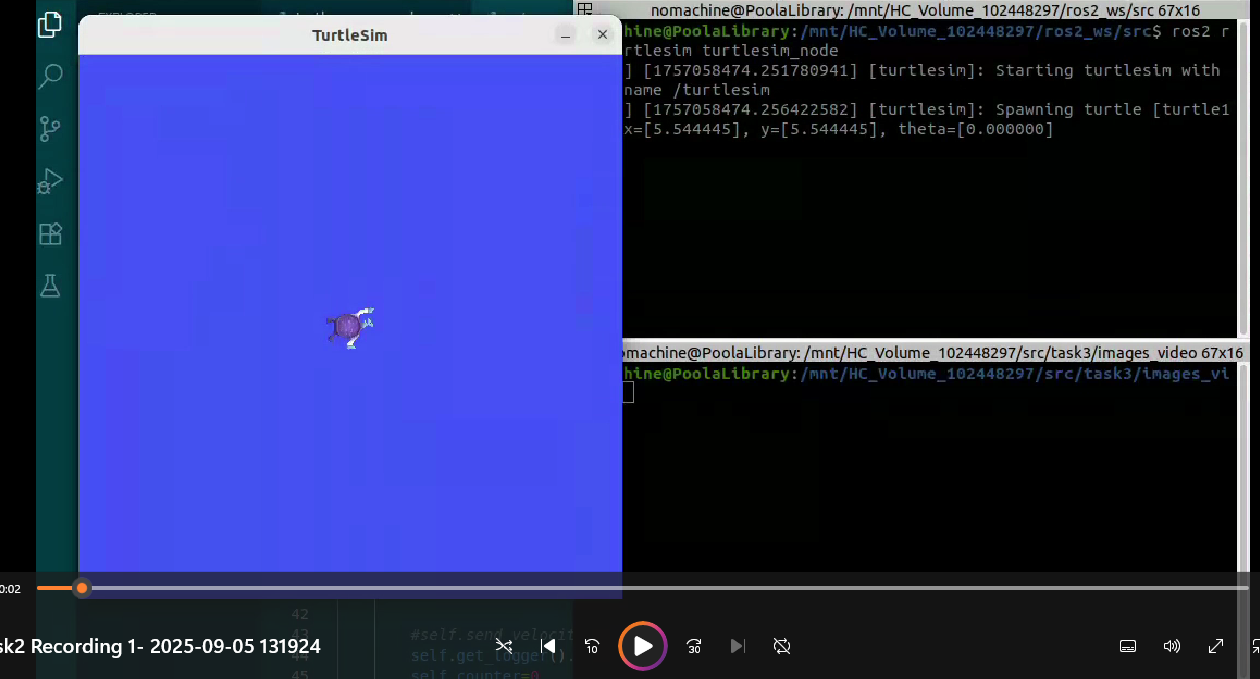 TurtleSim
nomachine@PoolaLibrary: /mnt/HC_Volume_102448297/ros2_ws/src 67x16
hine@PoolaLibrary:/mnt/HC_Volume_102448297/ros2_ws/src$ ros2 r
rtlesim turtlesim_node
] [1757058474.251780941] [turtlesim]: Starting turtlesim with
name /turtlesim
] [1757058474.256422582] [turtlesim]: Spawning turtle [turtle1
x=[5.544445], y=[5.544445], theta=[0.000000]
omachine@PoolaLibrary: /mnt/HC_Volume_102448297/src/task3/images_video 67x16
hine@PoolaLibrary:/mnt/HC_Volume_102448297/src/task3/images_vi
0:02
42
43 #self.send_velocit
44 self.get_logger().
45 self.counter=0
sk2 Recording 1- 2025-09-05 131924
10
30